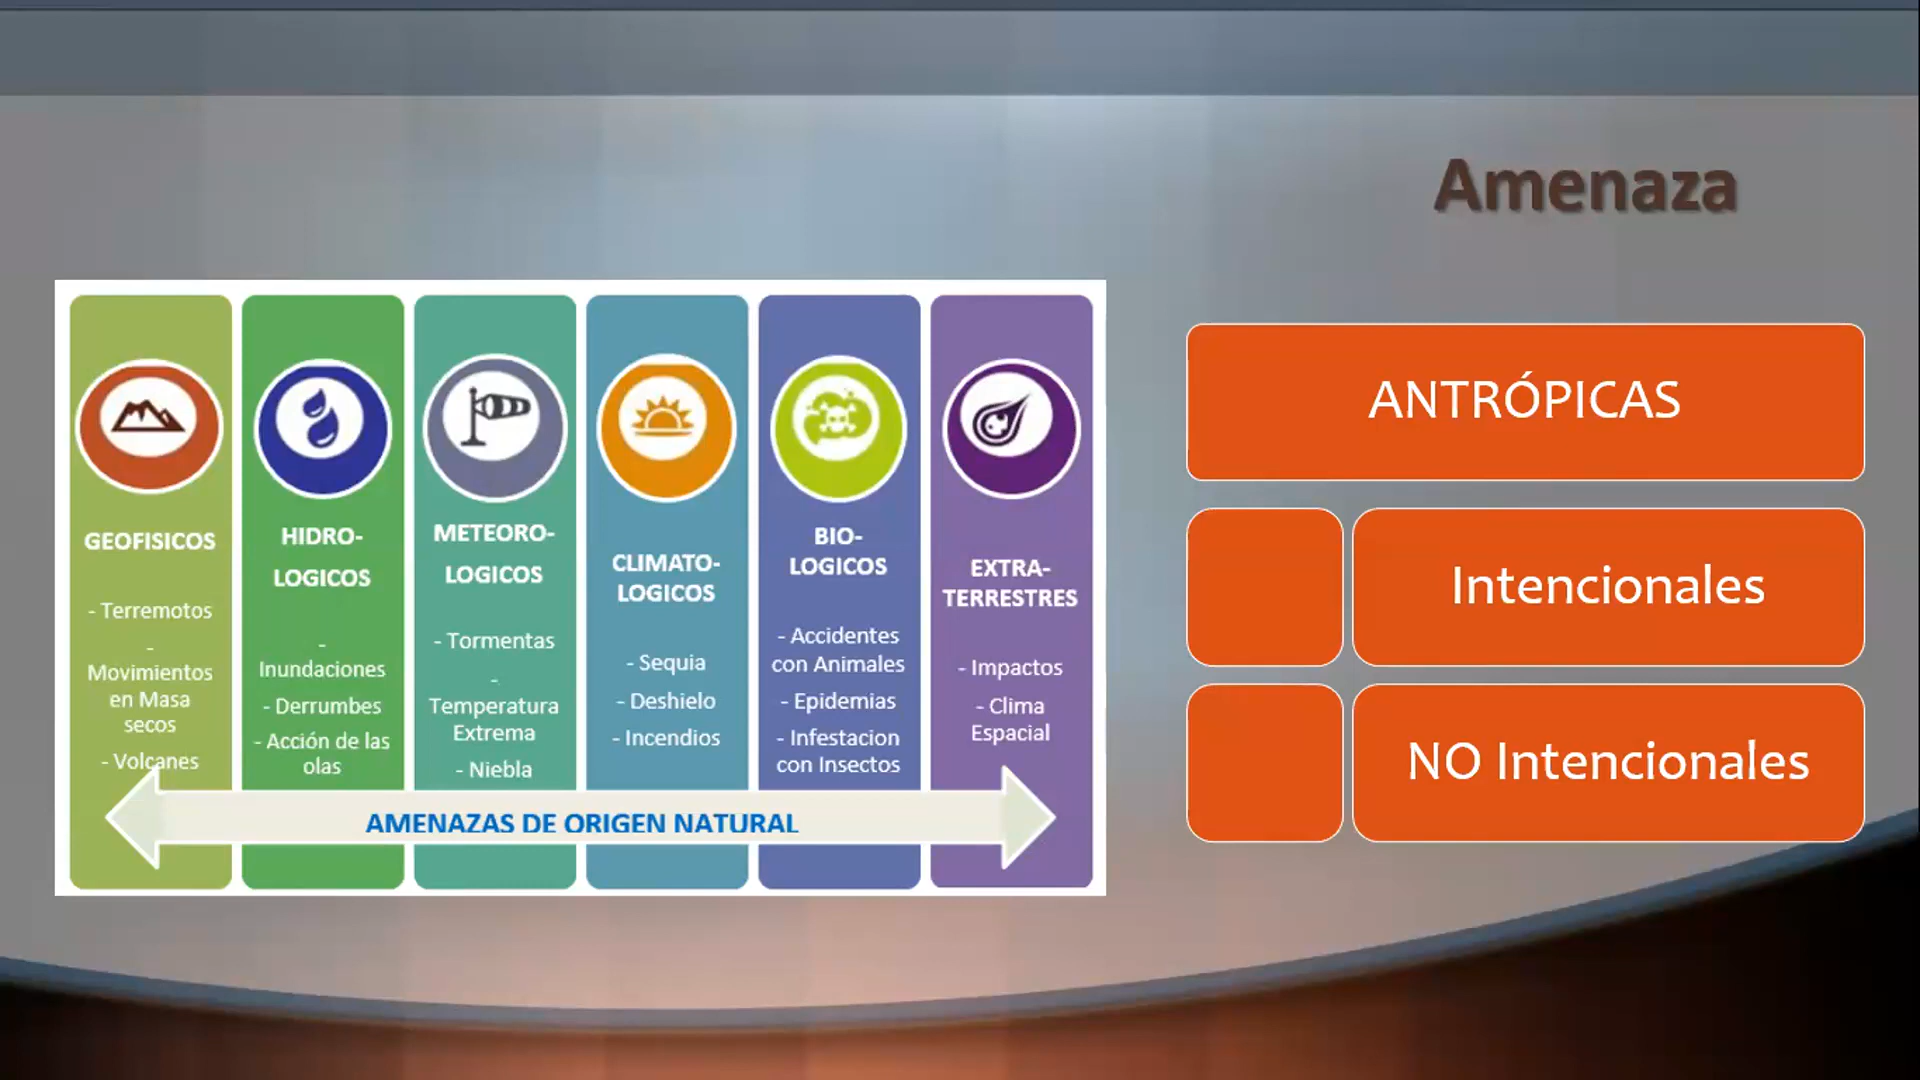 Amenaza
GEOFISICOS
- Terremotos
-
Movimientos
en Masa
secos
- Volcanes
HIDRO-
LOGICOS
-
Inundaciones
- Derrumbes
- Acción de las
olas
METEORO-
LOGICOS
- Tormentas
-
Temperatura
Extrema
- Niebla
CLIMATO-
LOGICOS
- Sequia
- Deshielo
- Incendios
BIO-
LOGICOS
- Accidentes
con Animales
- Epidemias
- Infestacion
con Insectos
EXTRA-
TERRESTRES
- Impactos
- Clima
Espacial
AMENAZAS DE ORIGEN NATURAL
ANTRÓPICAS
Intencionales
NO Intencionales